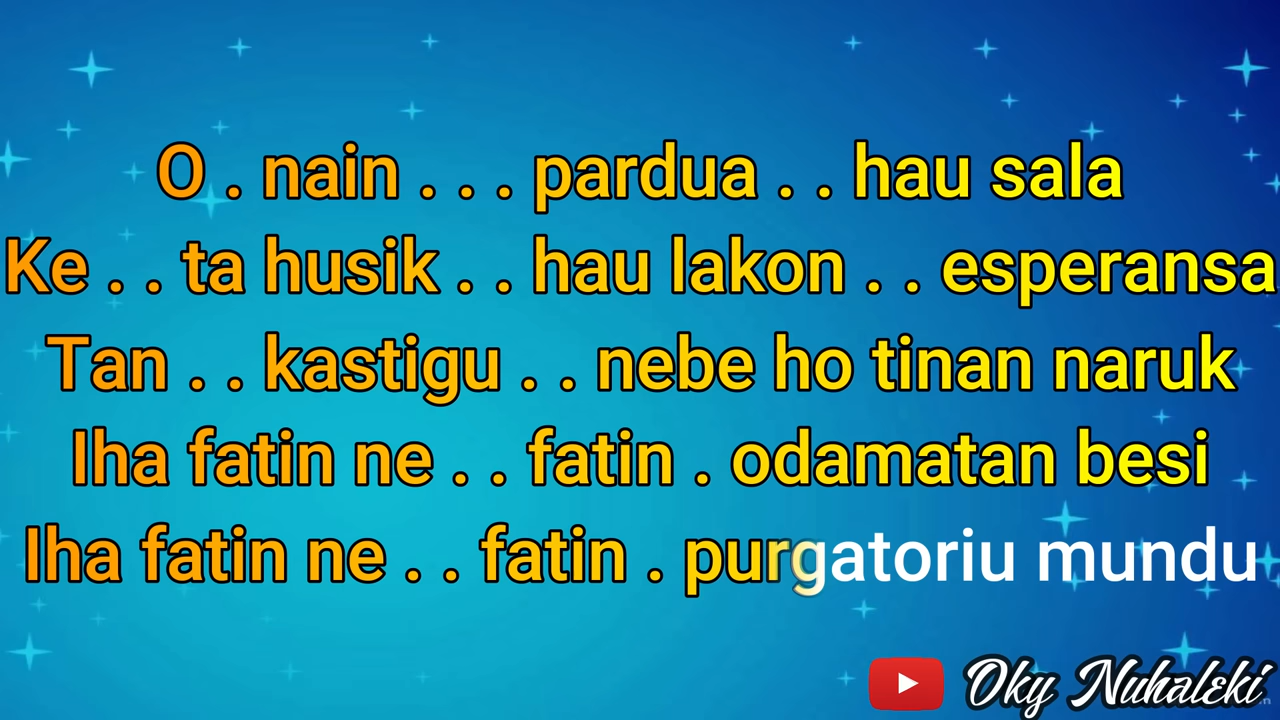 O . nain . . . pardua . . hau sala
Ke . . ta husik . . hau lakon . . esperansa
Tan . . kastigu . . nebe ho tinan naruk
Iha fatin ne . . fatin . odamatan besi
Iha fatin ne . . fatin . purgatoriu mundu
Oky Nuhaleki